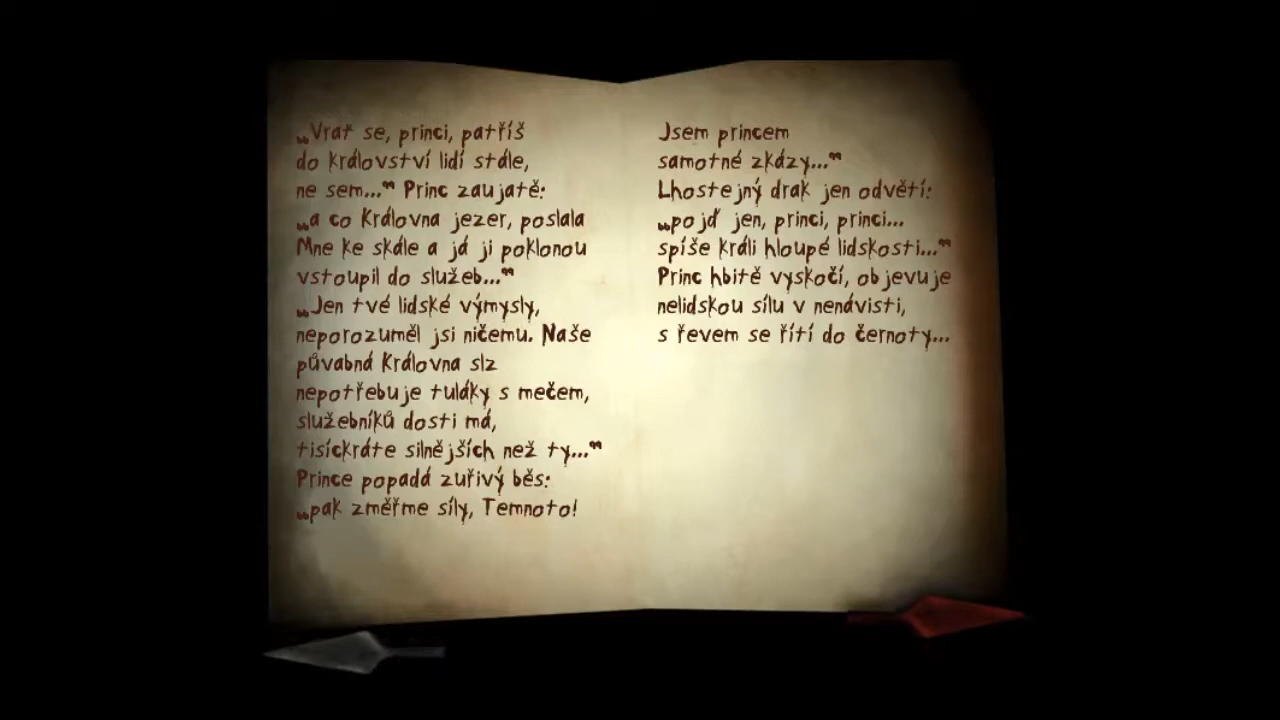 „Vrať se, princi, patříš
do království lidí stále,
ne sem...“ Princ zaujatě:
„a co Královna jezer, poslala
Mne ke skále a já ji poklonou
vstoupil do služeb...“
„Jen tvé lidské výmysly,
neporozuměl jsi ničemu. Naše
půvabná Královna slz
nepotřebuje tuláky s mečem,
služebníků dosti má,
tisíckráte silnějších než ty...“
Prince popadá zuřivý běs:
„pak změřme síly, Temnoto!
Jsem princem
samotné zkázy...“
Lhostejný drak jen odvětí:
„pojď jen, princi, princi...
spíše králi hloupé lidskosti...“
Princ hbitě vyskočí, objevuje
nelidskou sílu v nenávisti,
s řevem se řítí do černoty...